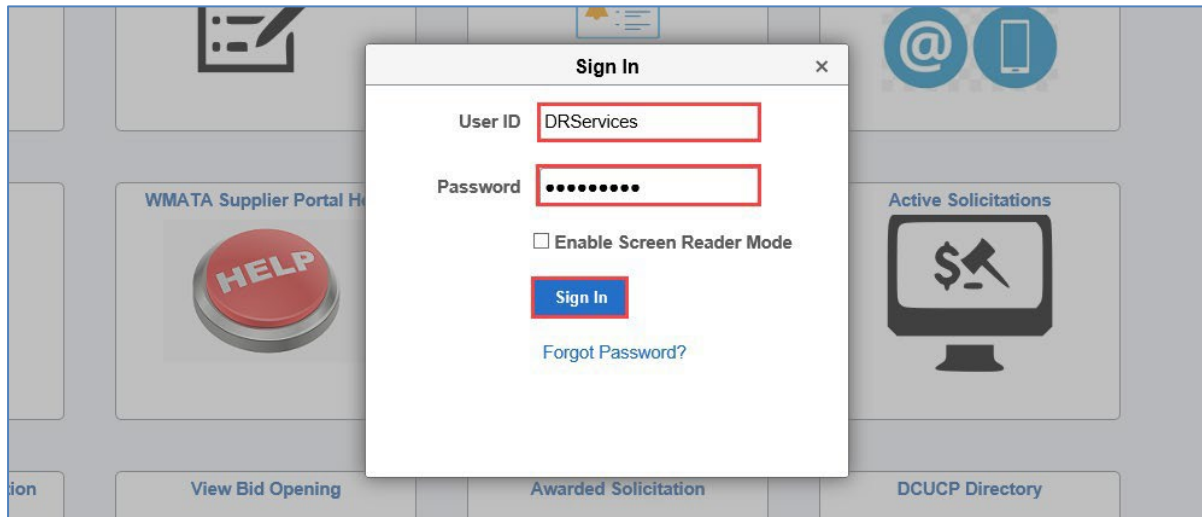 Sign In
×
User ID DRServices
Password •••••••••
Enable Screen Reader Mode
Sign In
Forgot Password?
@
WMATA Supplier Portal
HELP
Active Solicitations
$
View Bid Opening
Awarded Solicitation
DCUCP Directory